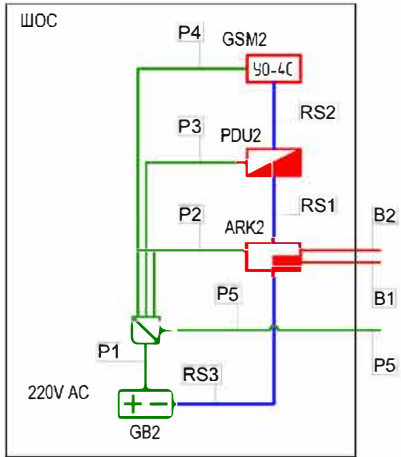 ШОС
P4
GSM2
УО-4С
RS2
P3
PDU2
RS1
P2
ARK2
B2
B1
P5
P5
P1
220V AC
RS3
GB2